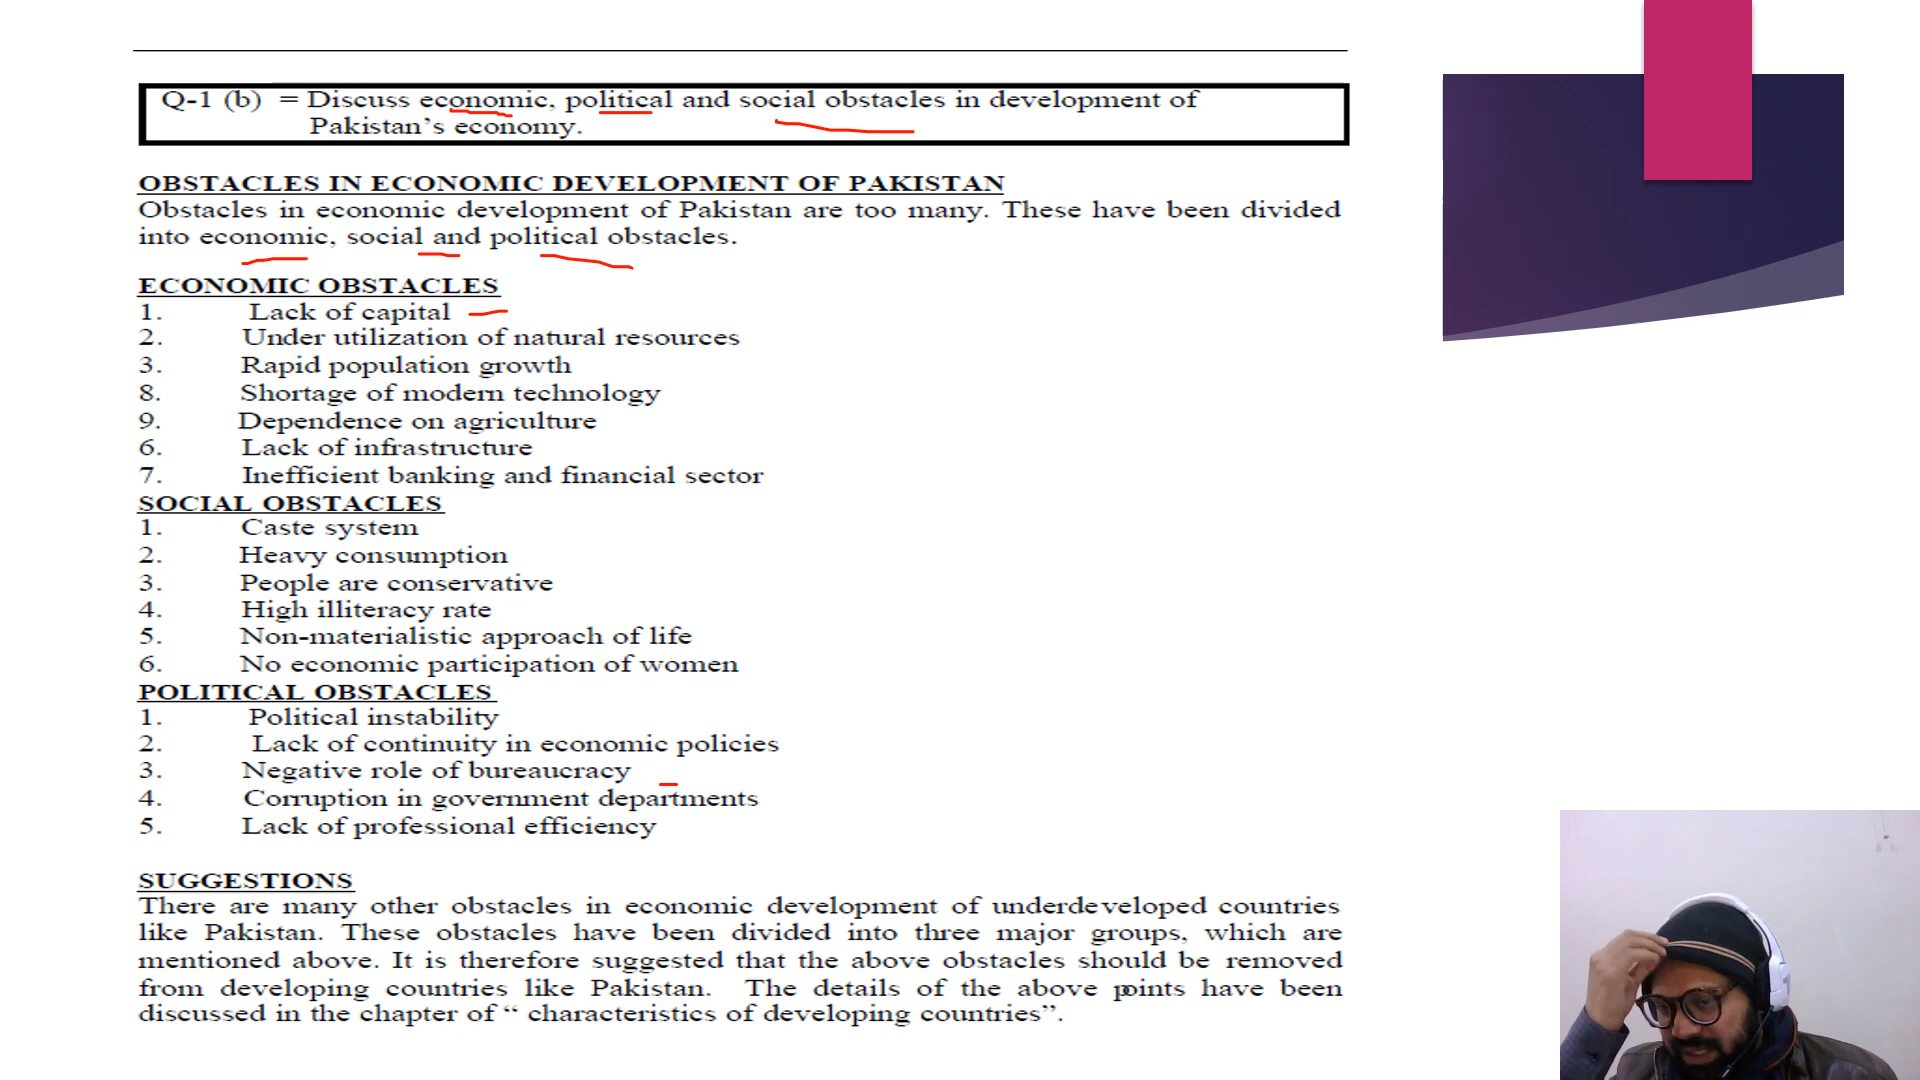 Q-1 (b) = Discuss economic, political and social obstacles in development of
Pakistan's economy.
OBSTACLES IN ECONOMIC DEVELOPMENT OF PAKISTAN
Obstacles in economic development of Pakistan are too many. These have been divided
into economic, social and political obstacles.
ECONOMIC OBSTACLES
1. Lack of capital
2. Under utilization of natural resources
3. Rapid population growth
8. Shortage of modern technology
9. Dependence on agriculture
6. Lack of infrastructure
7. Inefficient banking and financial sector
SOCIAL OBSTACLES
1. Caste system
2. Heavy consumption
3. People are conservative
4. High illiteracy rate
5. Non-materialistic approach of life
6. No economic participation of women
POLITICAL OBSTACLES
1. Political instability
2. Lack of continuity in economic policies
3. Negative role of bureaucracy
4. Corruption in government departments
5. Lack of professional efficiency
SUGGESTIONS
There are many other obstacles in economic development of underdeveloped countries
like Pakistan. These obstacles have been divided into three major groups, which are
mentioned above. It is therefore suggested that the above obstacles should be removed
from developing countries like Pakistan. The details of the above points have been
discussed in the chapter of “ characteristics of developing countries”.